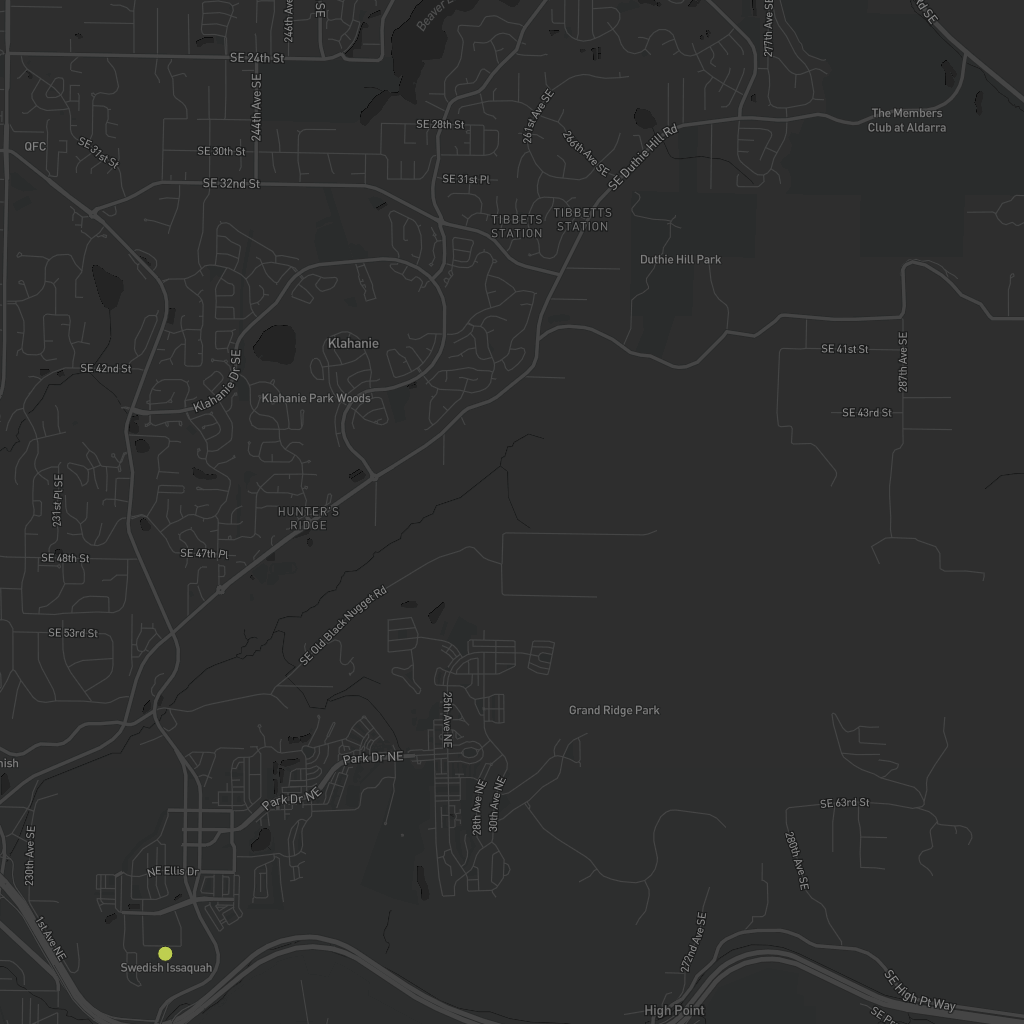 246th Ave
SE
277th Ave SE
SE
SE 24th St
244th Ave SE
The Members
Club at Aldarra
SE 28th St
261st Ave SE
266th Ave SE
SE Duthie Hill Rd
QFC
SE 31st St
SE 30th St
SE 32nd St
SE 31st Pl
TIBBETS
STATION
TIBBETTS
STATION
Duthie Hill Park
Klahanie
SE 41st St
287th Ave SE
SE 42nd St
Klahanie Dr SE
Klahanie Park Woods
SE 43rd St
231st Pl SE
HUNTER'S
RIDGE
SE 47th Pl
SE 48th St
SE Old Black Nugget Rd
SE 53rd St
25th Ave NE
Grand Ridge Park
Park Dr NE
Park Dr NE
28th Ave NE
30th Ave NE
SE 63rd St
280th Ave SE
230th Ave SE
NE Ellis Dr
1st Ave NE
272nd Ave SE
Swedish Issaquah
High Point
SE High Pt Way